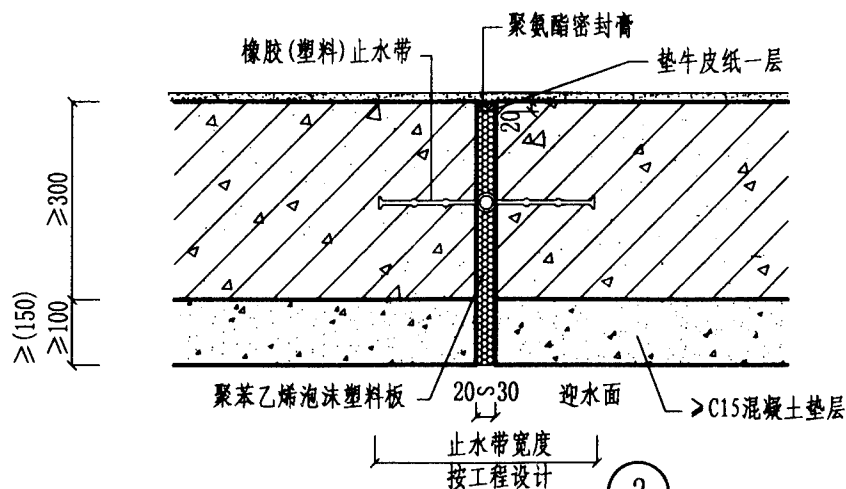 聚氨酯密封膏
橡胶(塑料)止水带
垫牛皮纸一层
20
≥300
≥(150)
≥100
聚苯乙烯泡沫塑料板
20∽30
迎水面
≥C15混凝土垫层
止水带宽度
按工程设计
2